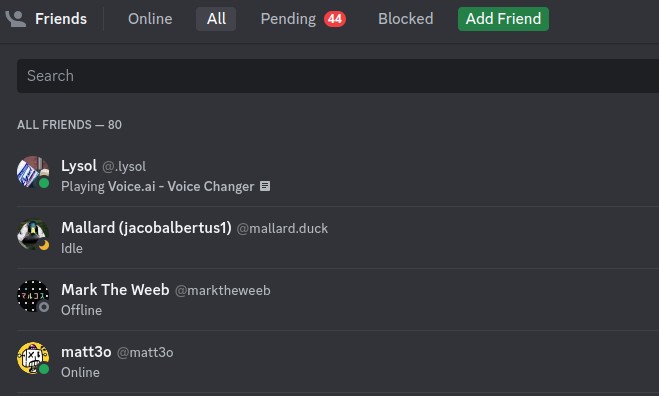 Friends Online All Pending 44 Blocked Add Friend
Search
ALL FRIENDS — 80
Lysol @.lysol
Playing Voice.ai - Voice Changer
Mallard (jacobalbertus1) @mallard.duck
Idle
Mark The Weeb @marktheweeb
Offline
matt3o @matt3o
Online